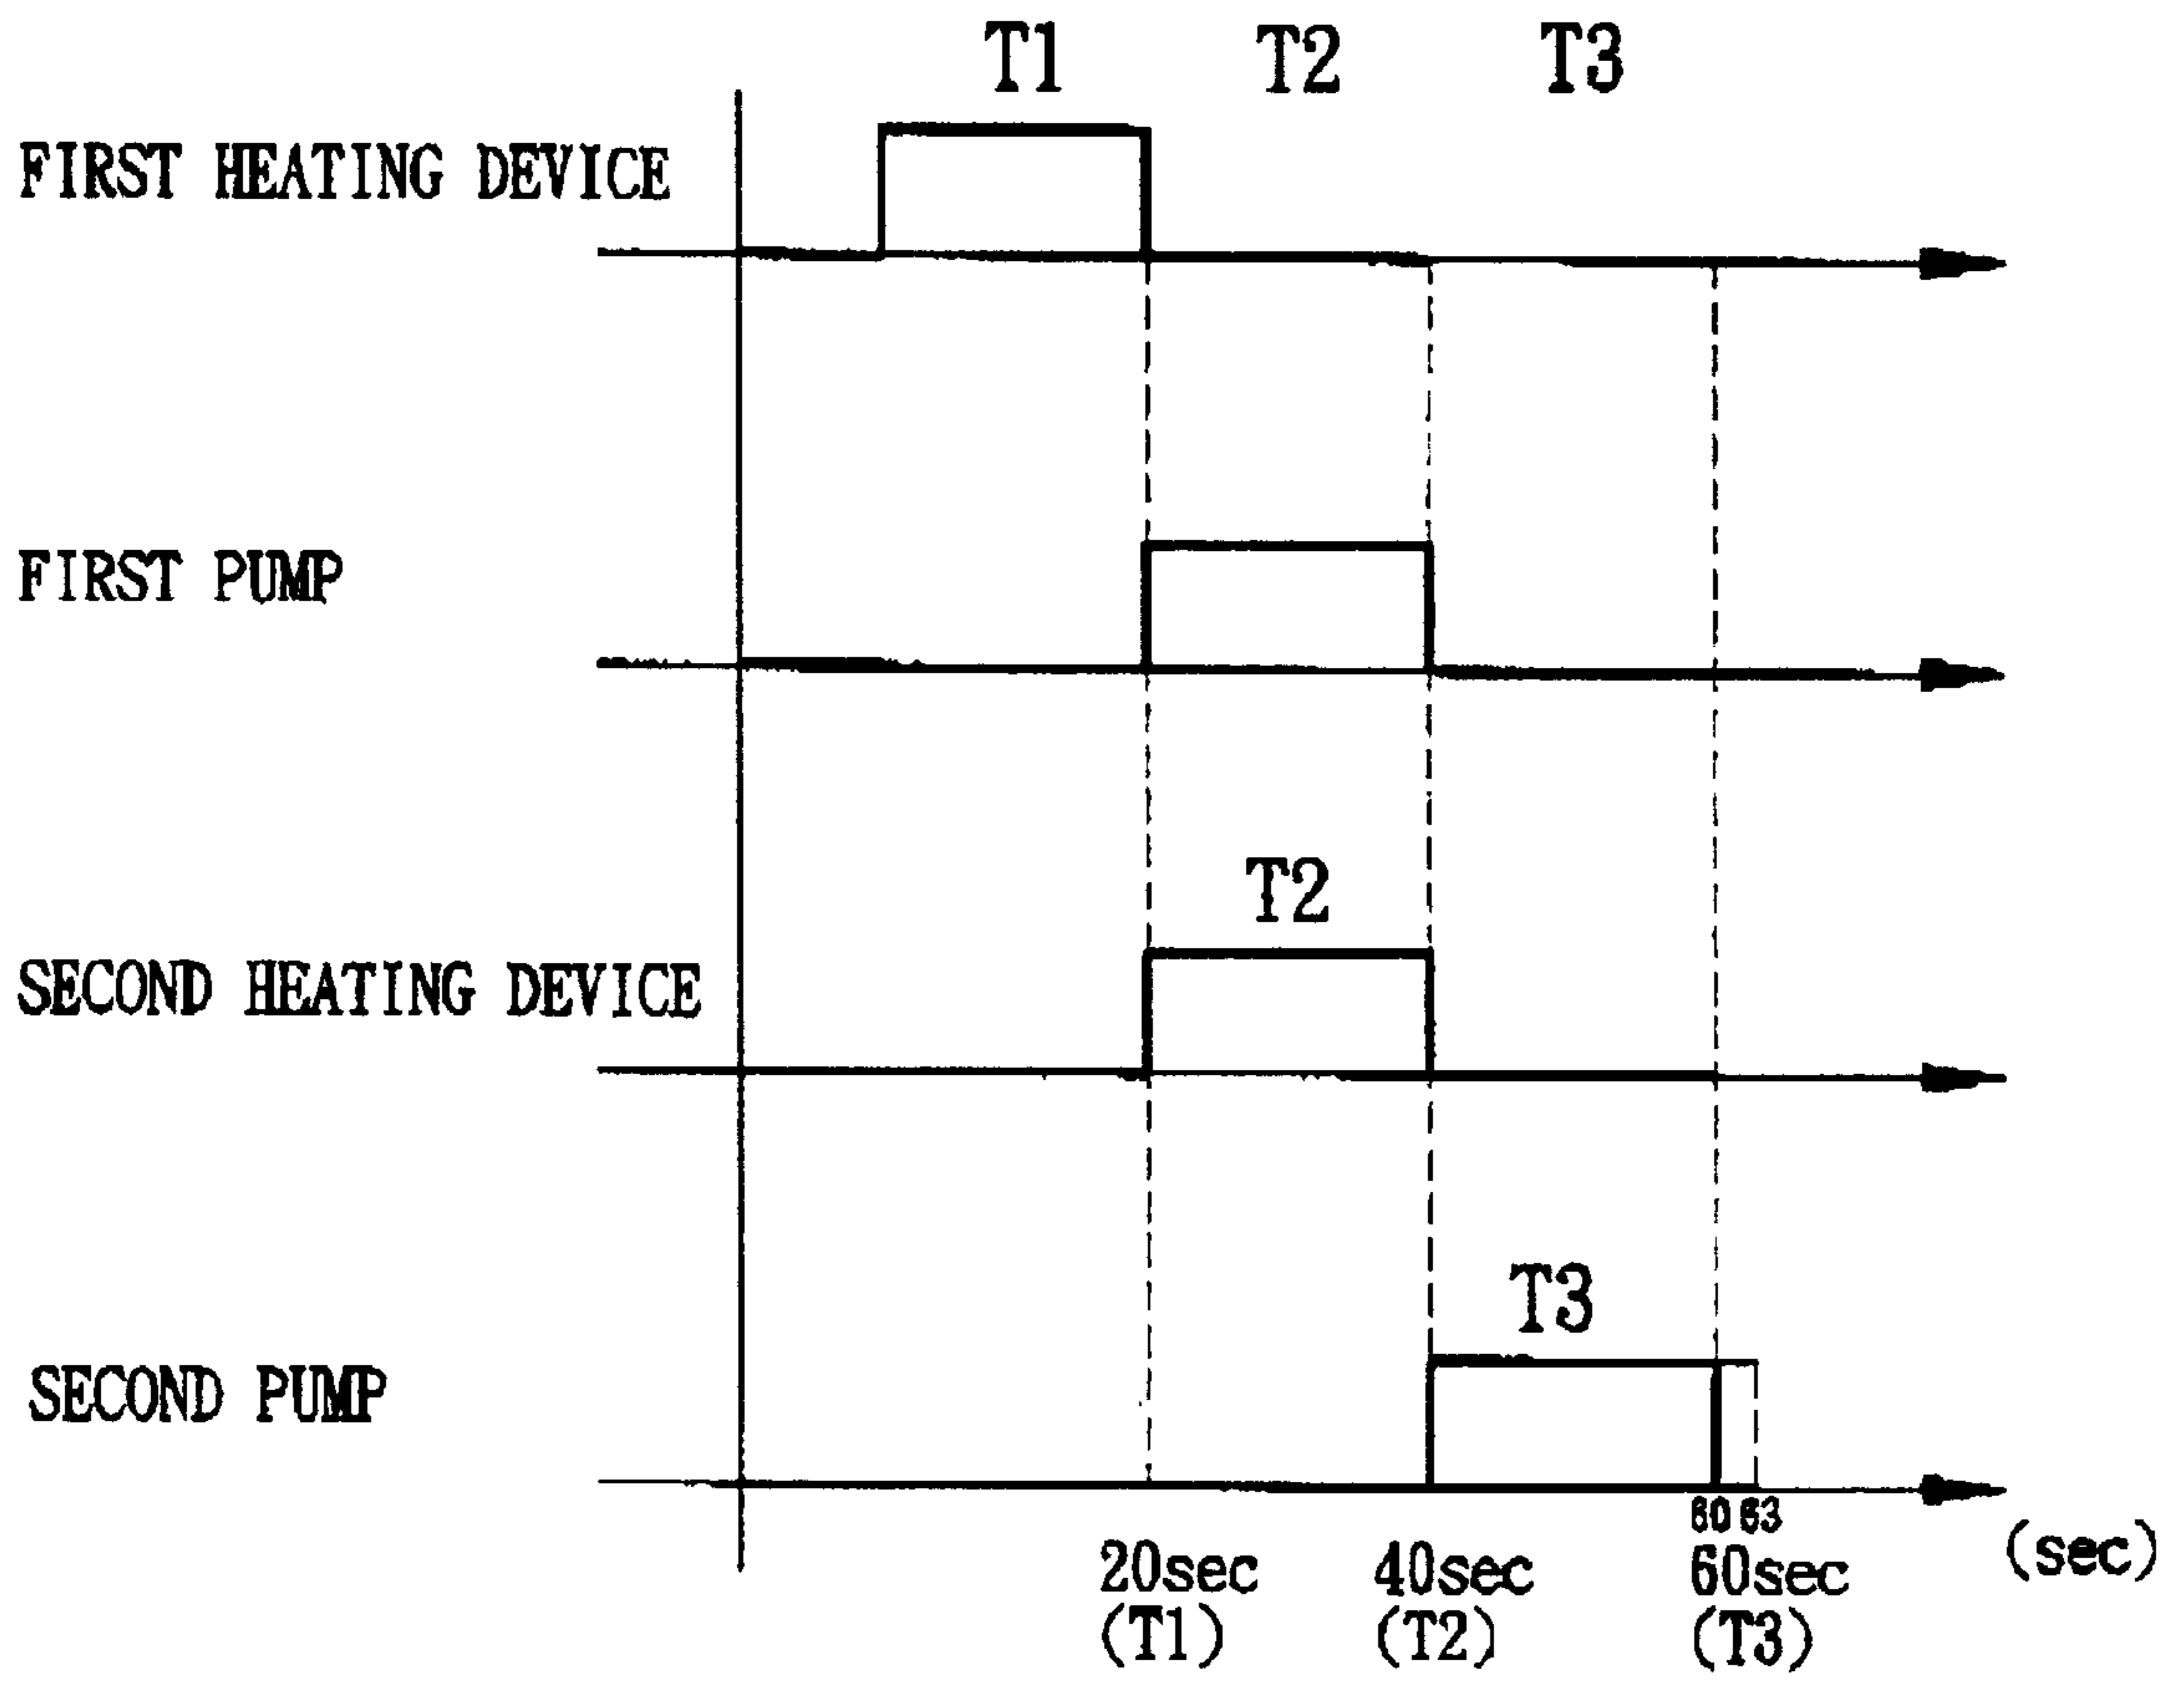 T1 T2 T3
FIRST HEATING DEVICE
FIRST PUMP
T2
SECOND HEATING DEVICE
T3
SECOND PUMP
60 63
20sec 40sec 60sec (sec)
(T1) (T2) (T3)